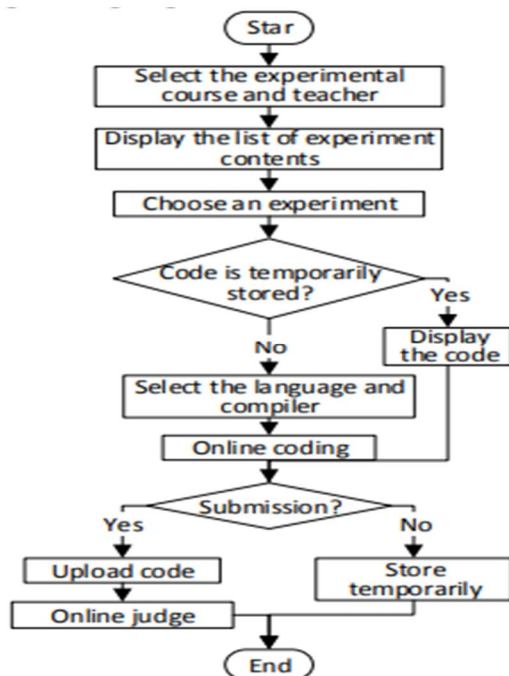 Star
Select the experimental
course and teacher
Display the list of experiment
contents
Choose an experiment
Code is temporarily
stored?
Yes
No
Display
the code
Select the language and
compiler
Online coding
Submission?
Yes
No
Upload code
Store
temporarily
Online judge
End